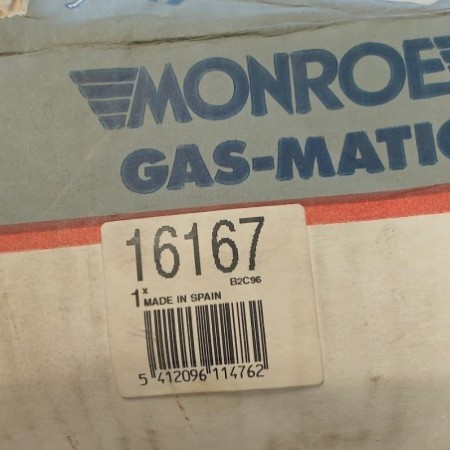 MONROE
GAS-MATIC
16167
B2C96
1x
MADE IN SPAIN
5 412096 114762